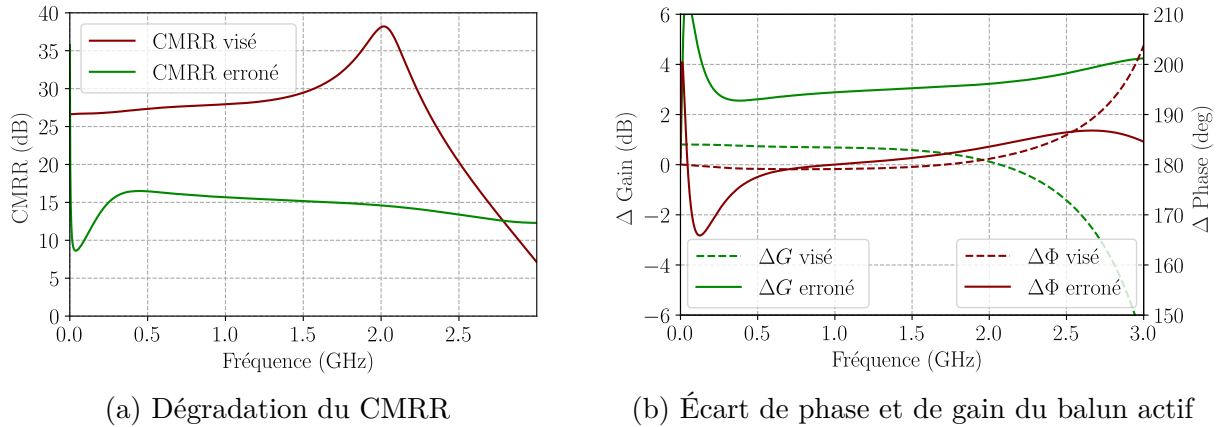 CMRR visé
CMRR erroné
CMRR (dB)
40
35
30
25
20
15
10
5
0
0.0
0.5
1.0
1.5
2.0
2.5
Fréquence (GHz)
(a) Dégradation du CMRR
Δ Gain (dB)
6
4
2
0
−2
−4
−6
ΔG visé
ΔG erroné
ΔΦ visé
ΔΦ erroné
210
200
190
180
170
160
150
Δ Phase (deg)
0.0
0.5
1.0
1.5
2.0
2.5
3.0
Fréquence (GHz)
(b) Écart de phase et de gain du balun actif